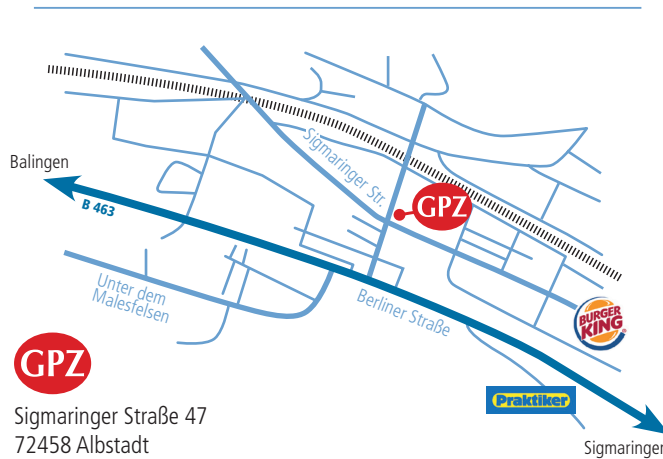 Sigmaringer Str.
Balingen
GPZ
B 463
Unter dem
Malesfelsen
Berliner Straße
BURGER
KING
GPZ
Praktiker
Sigmaringer Straße 47
72458 Albstadt
Sigmaringen